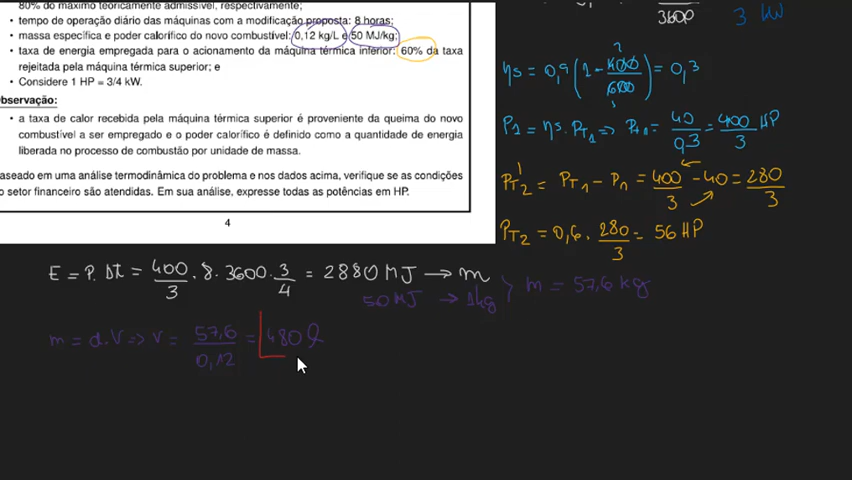 80% do máximo teoricamente admissível, respectivamente;
• tempo de operação diário das máquinas com a modificação proposta: 8 horas;
• massa específica e poder calorífico do novo combustível: 0,12 kg/L e 50 MJ/kg;
• taxa de energia empregada para o acionamento da máquina térmica inferior: 60% da taxa
rejeitada pela máquina térmica superior; e
• Considere 1 HP = 3/4 kW.
bservação:
• a taxa de calor recebida pela máquina térmica superior é proveniente da queima do novo
combustível a ser empregado e o poder calorífico é definido como a quantidade de energia
liberada no processo de combustão por unidade de massa.
aseado em uma análise termodinâmica do problema e nos dados acima, verifique se as condições
o setor financeiro são atendidas. Em sua análise, expresse todas as potências em HP.
4
3600 3 kW
ηs = 0,9 (1 - 400/600) = 0,3
P1 = ηs . PT1 => PT1 = 40/0,3 = 400/3 HP
PT2' = PT1 - P1 = 400/3 - 40 = 280/3
PT2 = 0,6 . 280/3 = 56 HP
E = P. Δt = 400/3 . 8. 3600. 3/4 = 2880 MJ → m
50 MJ → 1kg > m = 57,6 kg
m = d.V => V = 57,6/0,12 = 480 l